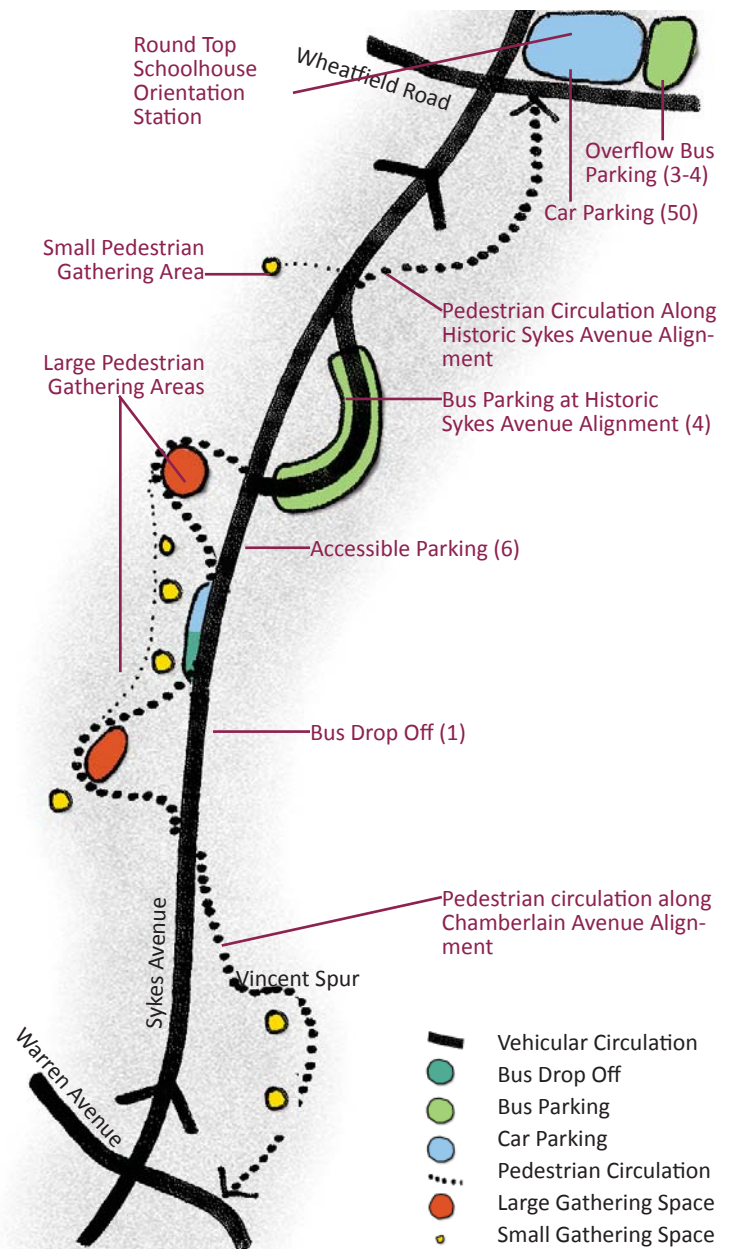 Round Top
Schoolhouse
Orientation
Station
Wheatfield Road
Overflow Bus
Parking (3-4)
Car Parking (50)
Small Pedestrian
Gathering Area
Pedestrian Circulation Along
Historic Sykes Avenue Align-
ment
Large Pedestrian
Gathering Areas
Bus Parking at Historic
Sykes Avenue Alignment (4)
Accessible Parking (6)
Bus Drop Off (1)
Pedestrian circulation along
Chamberlain Avenue Align-
ment
Sykes Avenue
Vincent Spur
Warren Avenue
Vehicular Circulation
Bus Drop Off
Bus Parking
Car Parking
Pedestrian Circulation
Large Gathering Space
Small Gathering Space